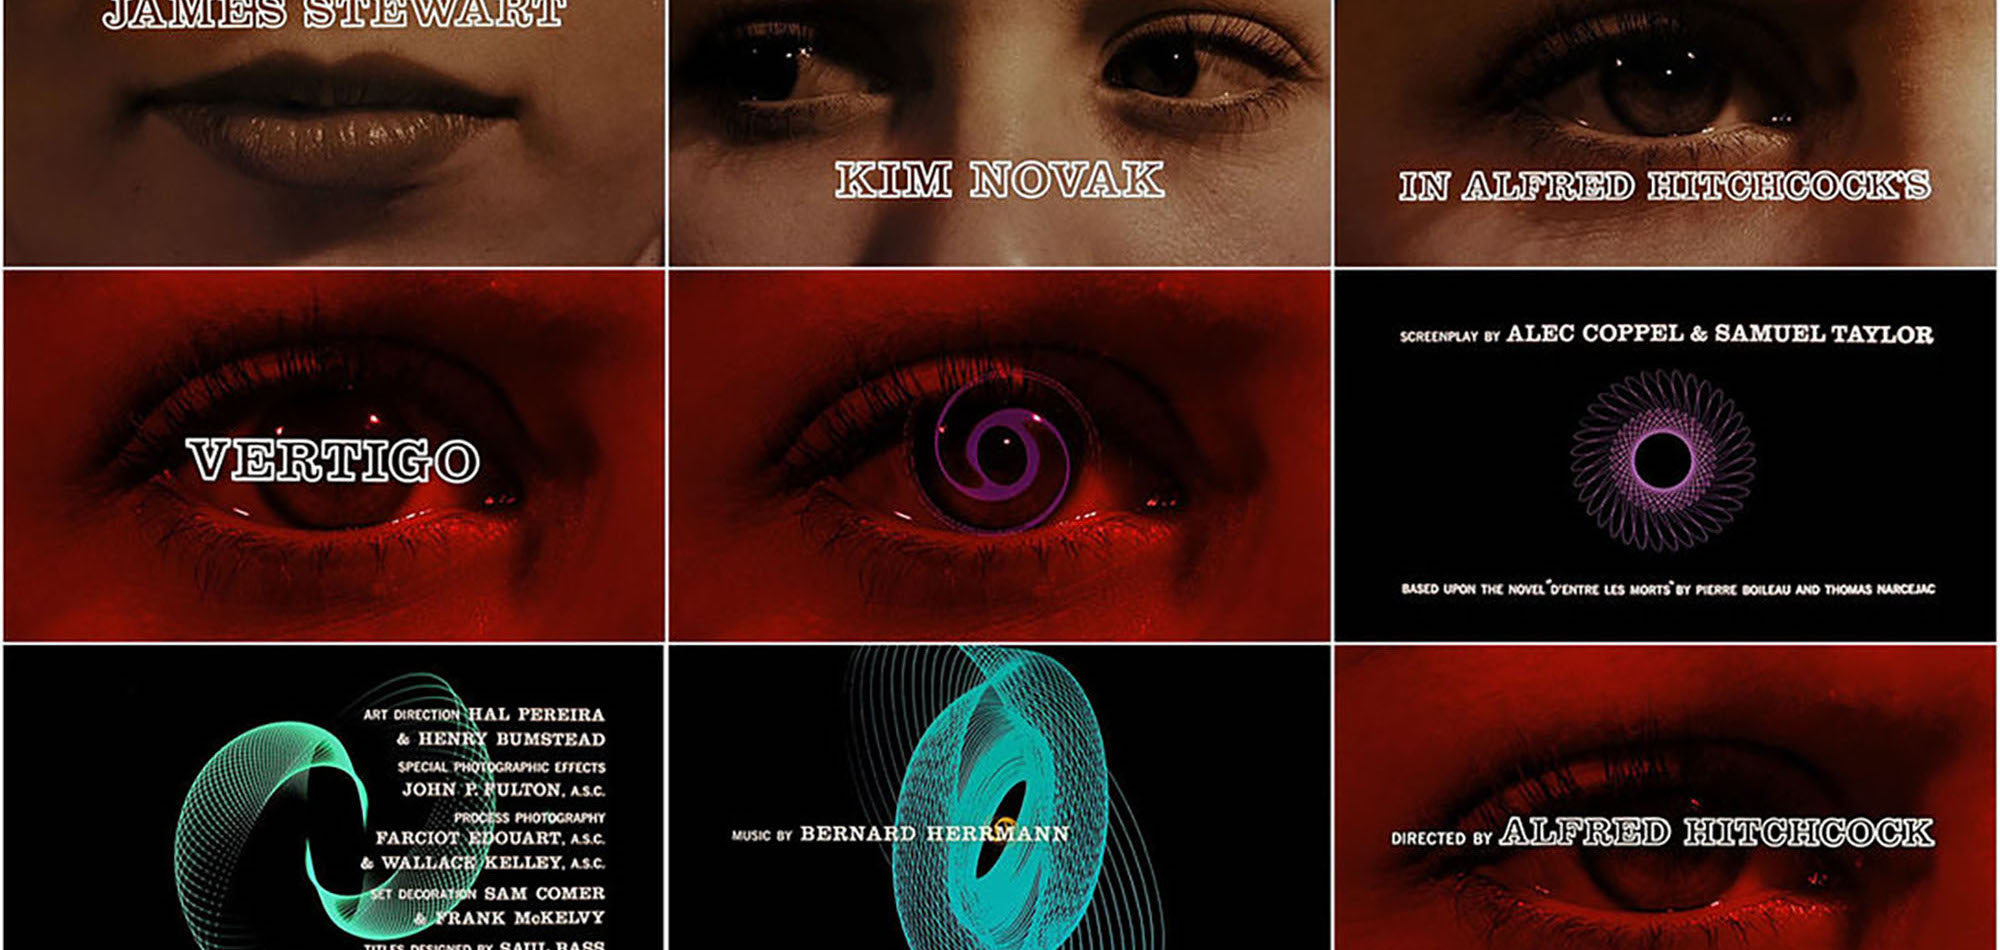 JAMES STEWART
KIM NOVAK
IN ALFRED HITCHCOCK'S
VERTIGO
SCREENPLAY BY ALEC COPPEL & SAMUEL TAYLOR
BASED UPON THE NOVEL "D'ENTRE LES MORTS" BY PIERRE BOILEAU AND THOMAS NARCEJAC
ART DIRECTION HAL PEREIRA
& HENRY BUMSTEAD
SPECIAL PHOTOGRAPHIC EFFECTS
JOHN P. FULTON, A.S.C.
PROCESS PHOTOGRAPHY
FARCIOT EDOUART, A.S.C.
& WALLACE KELLEY, A.S.C.
SET DECORATION SAM COMER
& FRANK McKELVY
TITLES DESIGNED BY SAUL BASS
MUSIC BY BERNARD HERRMANN
DIRECTED BY ALFRED HITCHCOCK